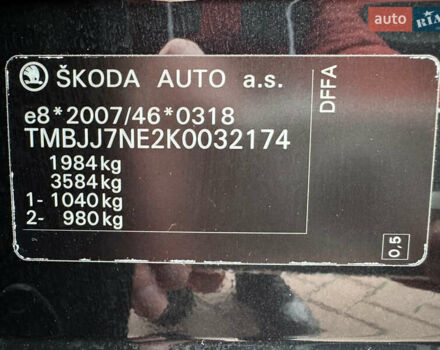 auto RIA
ŠKODA AUTO a.s.
e8*2007/46*0318
TMBJJ7NE2K0032174
1984kg
3584kg
1- 1040kg
2- 980kg
DFFA
0,5